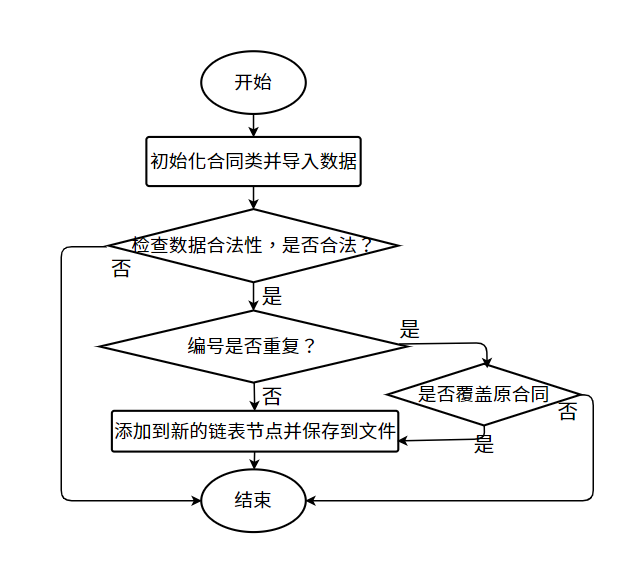 开始
初始化合同类并导入数据
检查数据合法性，是否合法？
否
是
编号是否重复？
是
是否覆盖原合同
否
否
添加到新的链表节点并保存到文件
是
结束